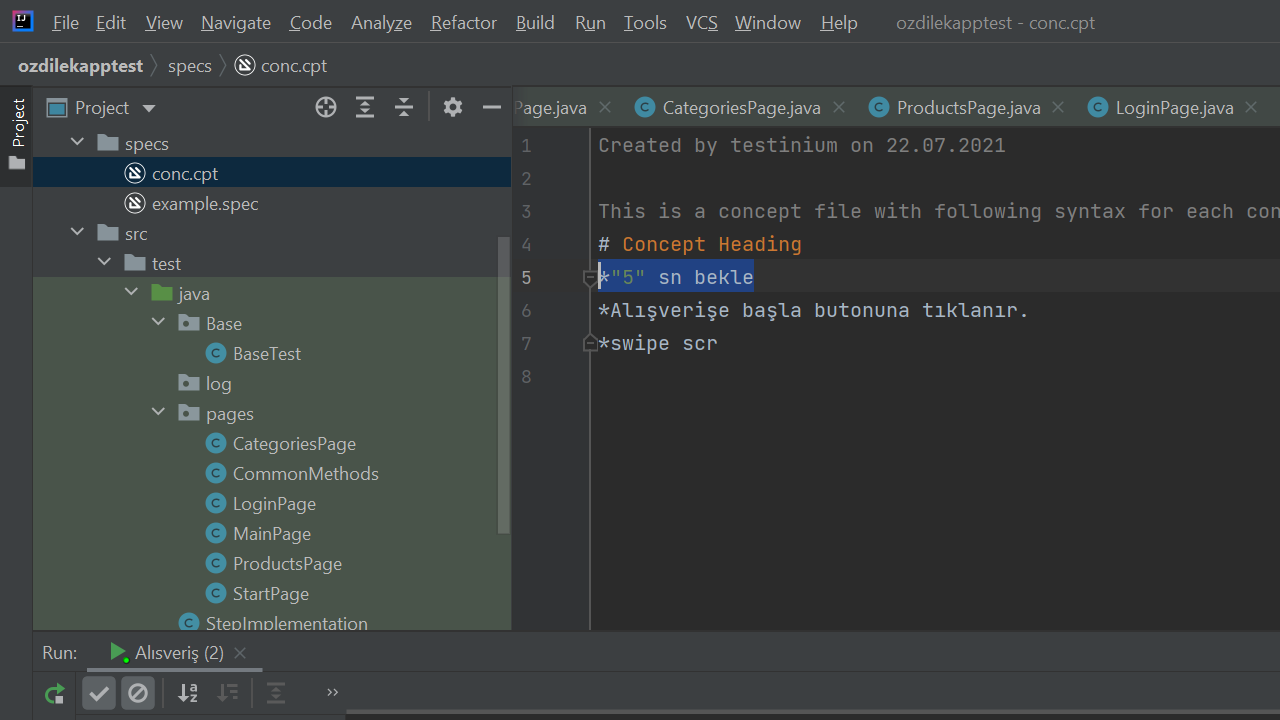 File Edit View Navigate Code Analyze Refactor Build Run Tools VCS Window Help ozdilekapptest - conc.cpt
ozdilekapptest specs conc.cpt
Project
Project
Page.java CategoriesPage.java ProductsPage.java LoginPage.java
specs
conc.cpt
example.spec
src
test
java
Base
BaseTest
log
pages
CategoriesPage
CommonMethods
LoginPage
MainPage
ProductsPage
StartPage
StepImplementation
1 Created by testinium on 22.07.2021
2
3 This is a concept file with following syntax for each con
4 # Concept Heading
5 *"5" sn bekle
6 *Alışverişe başla butonuna tıklanır.
7 *swipe scr
8
Run: Alısveriş (2)